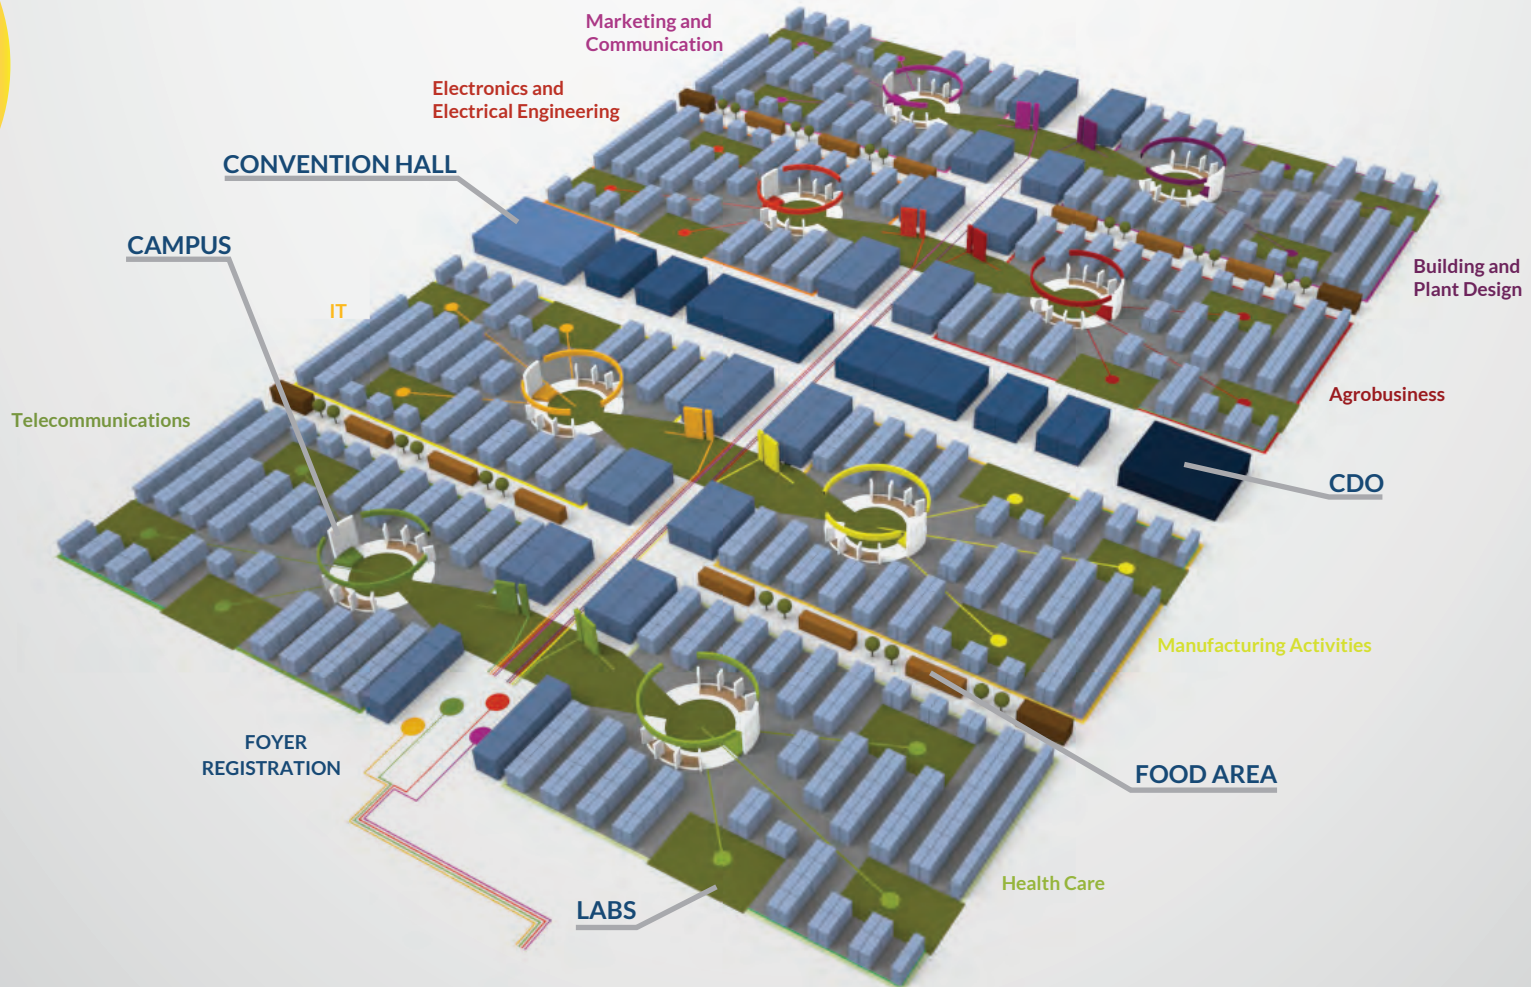 Marketing and
Communication
Electronics and
Electrical Engineering
CONVENTION HALL
CAMPUS
IT
Building and
Plant Design
Agrobusiness
Telecommunications
CDO
Manufacturing Activities
FOYER
REGISTRATION
FOOD AREA
Health Care
LABS